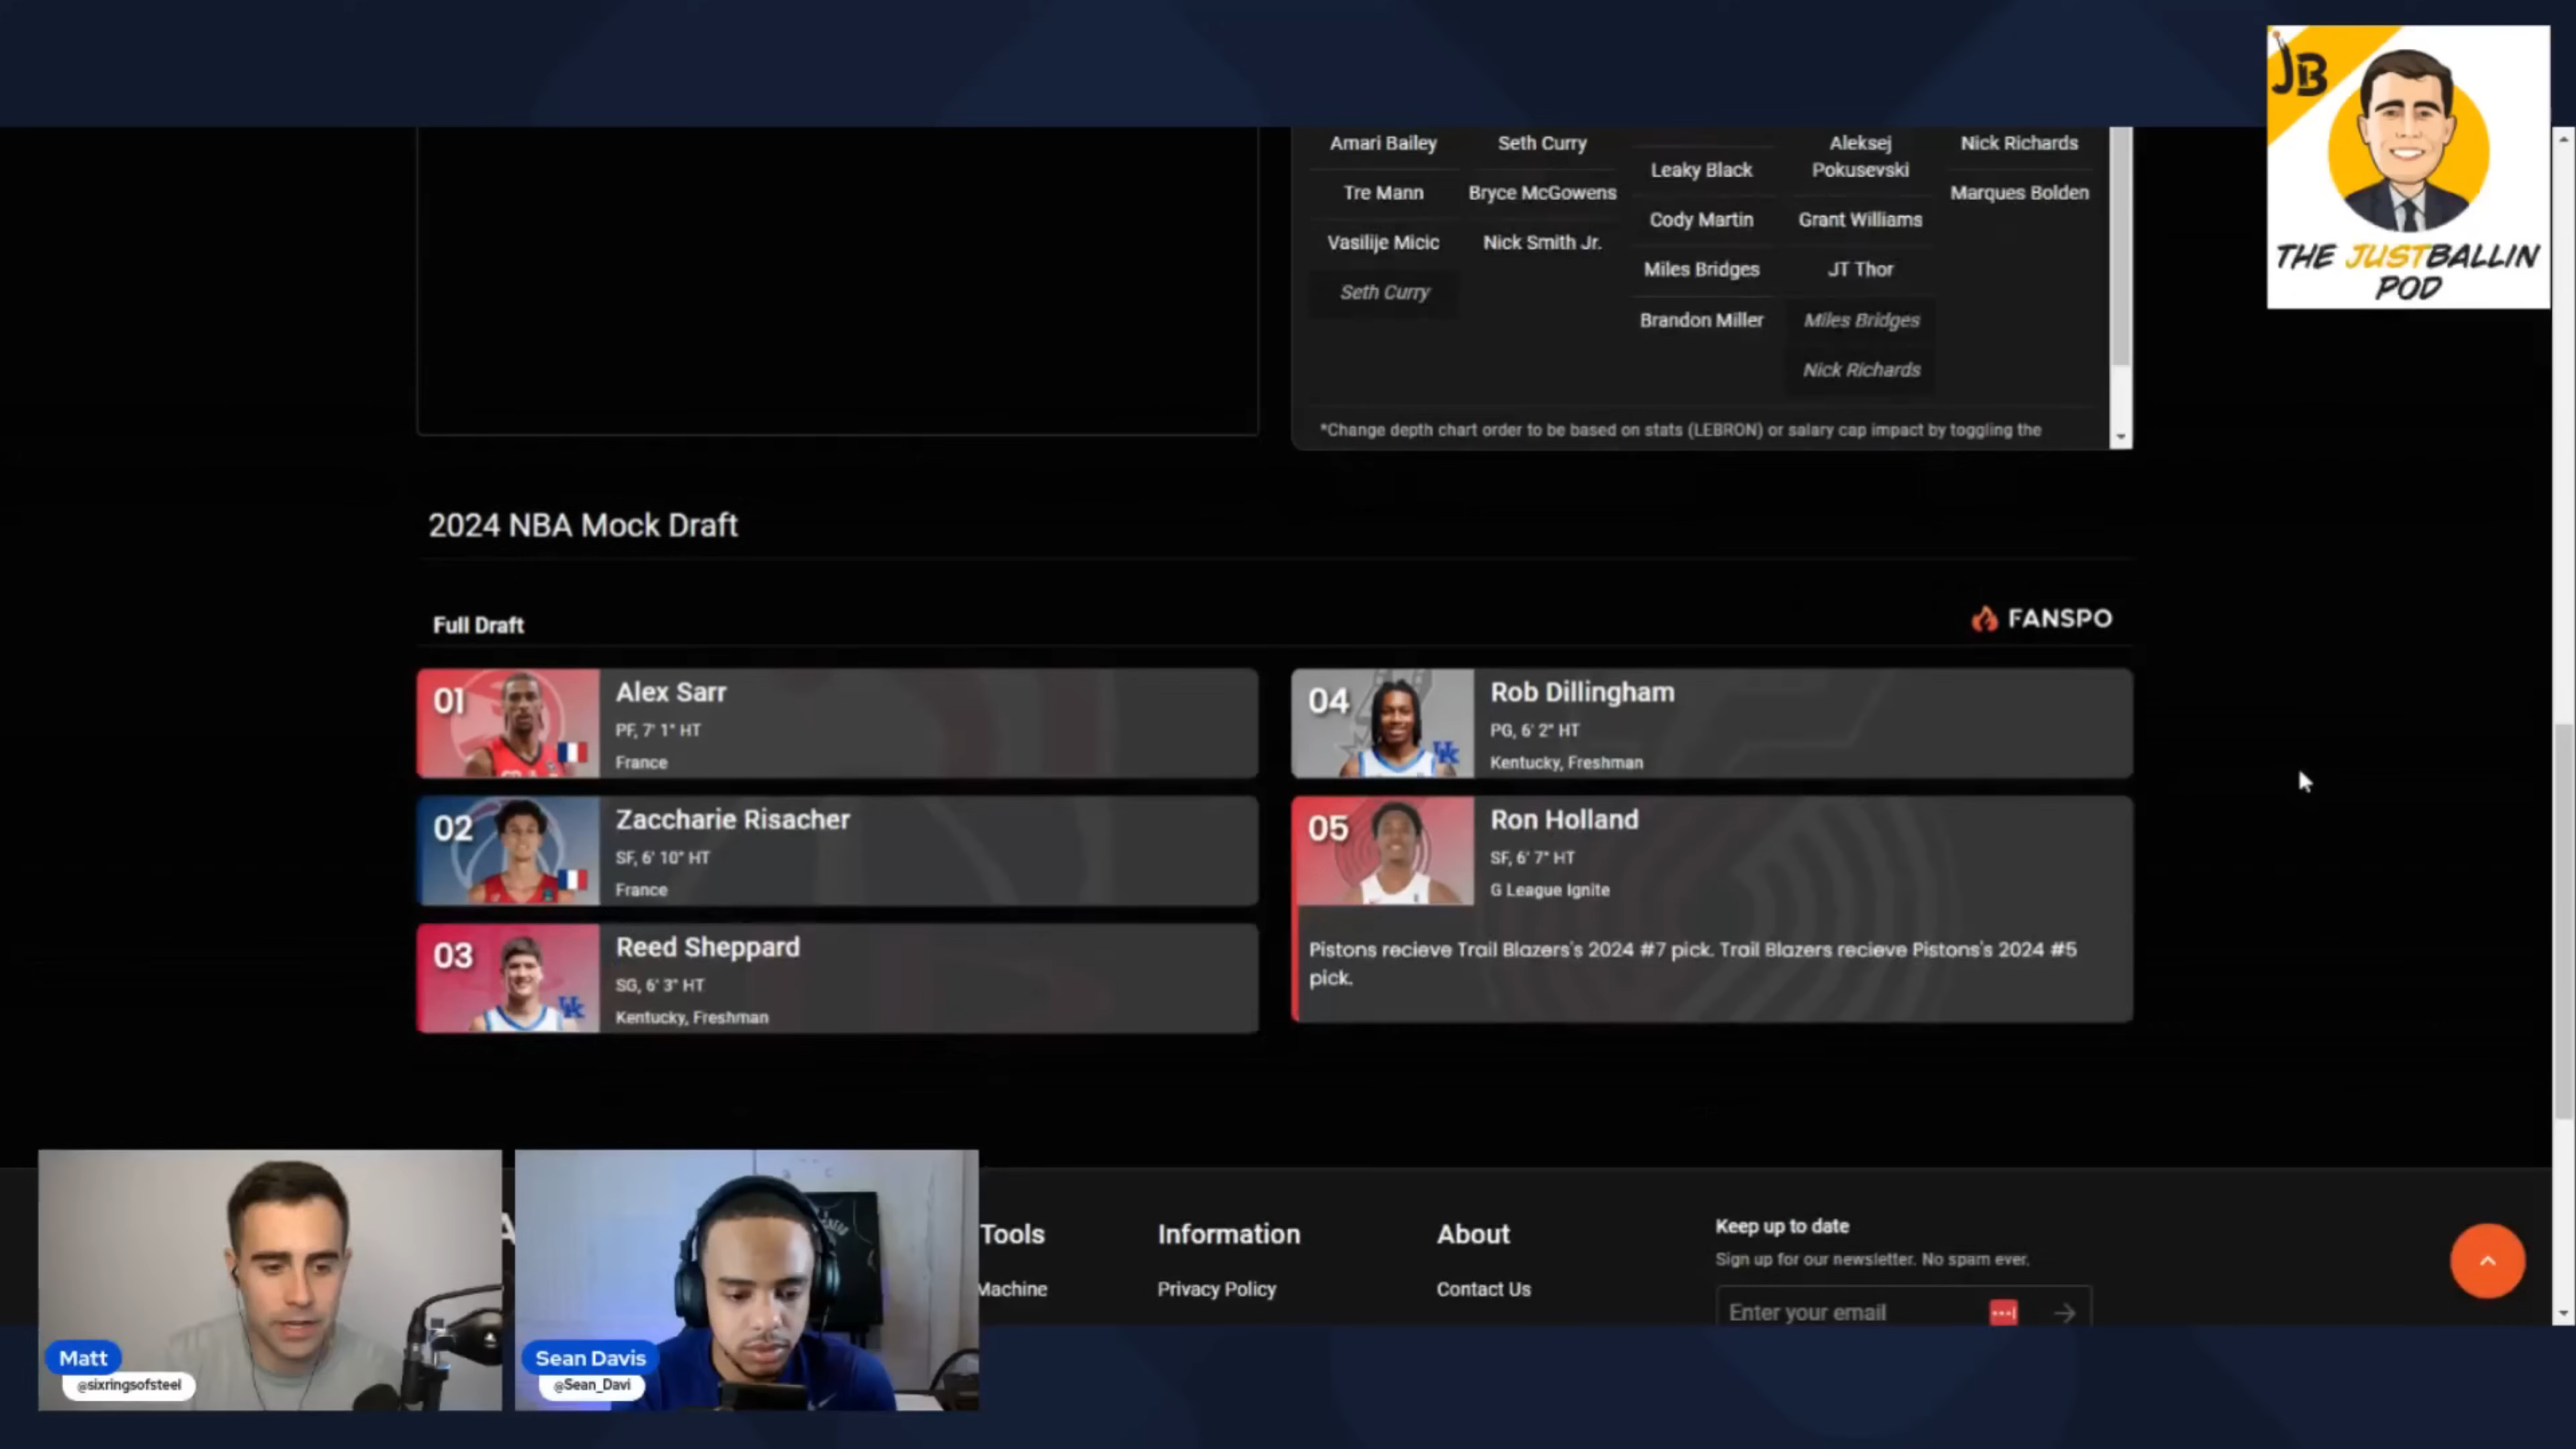 JB
THE JUSTBALLIN
POD
Amari Bailey
Tre Mann
Vasilije Micic
Seth Curry
Seth Curry
Bryce McGowens
Nick Smith Jr.
Leaky Black
Cody Martin
Miles Bridges
Brandon Miller
Aleksej
Pokusevski
Grant Williams
JT Thor
Miles Bridges
Nick Richards
Nick Richards
Marques Bolden
*Change depth chart order to be based on stats (LEBRON) or salary cap impact by toggling the
2024 NBA Mock Draft
Full Draft
FANSPO
01
Alex Sarr
PF, 7' 1" HT
France
02
Zaccharie Risacher
SF, 6' 10" HT
France
03
Reed Sheppard
SG, 6' 3" HT
Kentucky, Freshman
04
Rob Dillingham
PG, 6' 2" HT
Kentucky, Freshman
05
Ron Holland
SF, 6' 7" HT
G League Ignite
Pistons recieve Trail Blazers's 2024 #7 pick. Trail Blazers recieve Pistons's 2024 #5
pick.
Tools
Machine
Information
Privacy Policy
About
Contact Us
Keep up to date
Sign up for our newsletter. No spam ever.
Enter your email
Matt
@sixringsofsteel
Sean Davis
@Sean_Davi